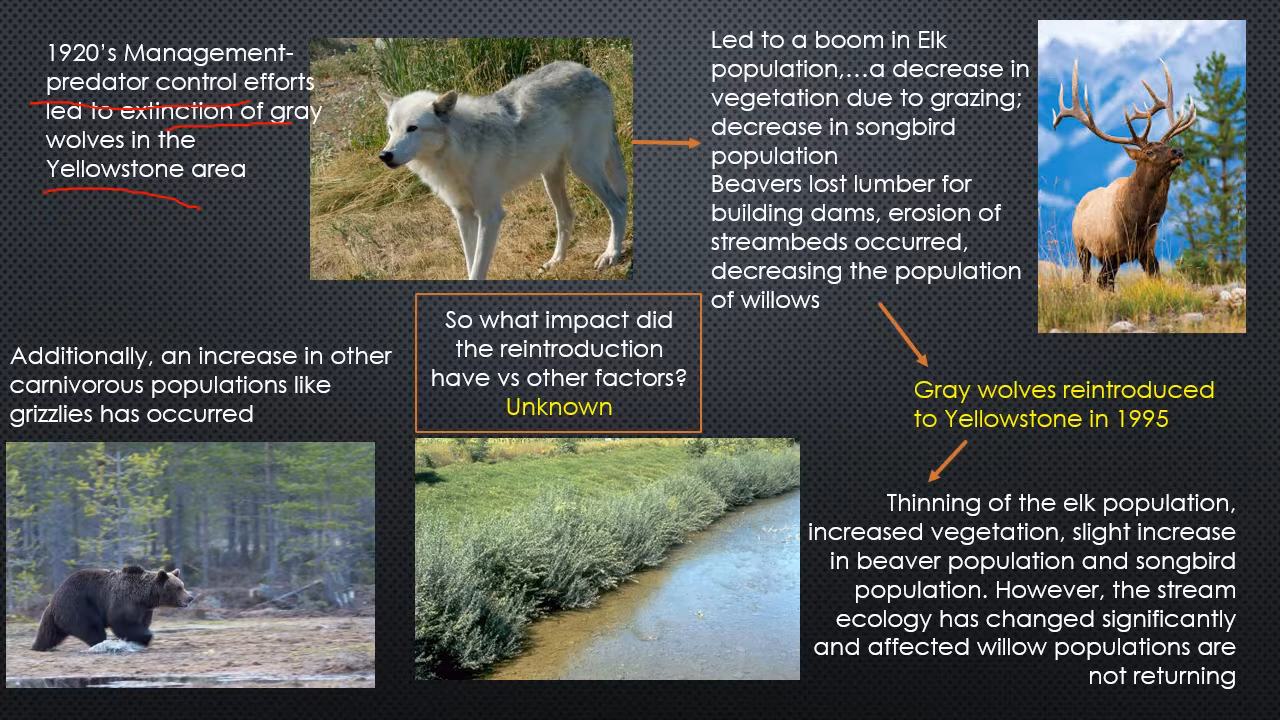 1920’s Management-
predator control efforts
led to extinction of gray
wolves in the
Yellowstone area
Led to a boom in Elk
population,…a decrease in
vegetation due to grazing;
decrease in songbird
population
Beavers lost lumber for
building dams, erosion of
streambeds occurred,
decreasing the population
of willows
Gray wolves reintroduced
to Yellowstone in 1995
Thinning of the elk population,
increased vegetation, slight increase
in beaver population and songbird
population. However, the stream
ecology has changed significantly
and affected willow populations are
not returning
So what impact did
the reintroduction
have vs other factors?
Unknown
Additionally, an increase in other
carnivorous populations like
grizzlies has occurred